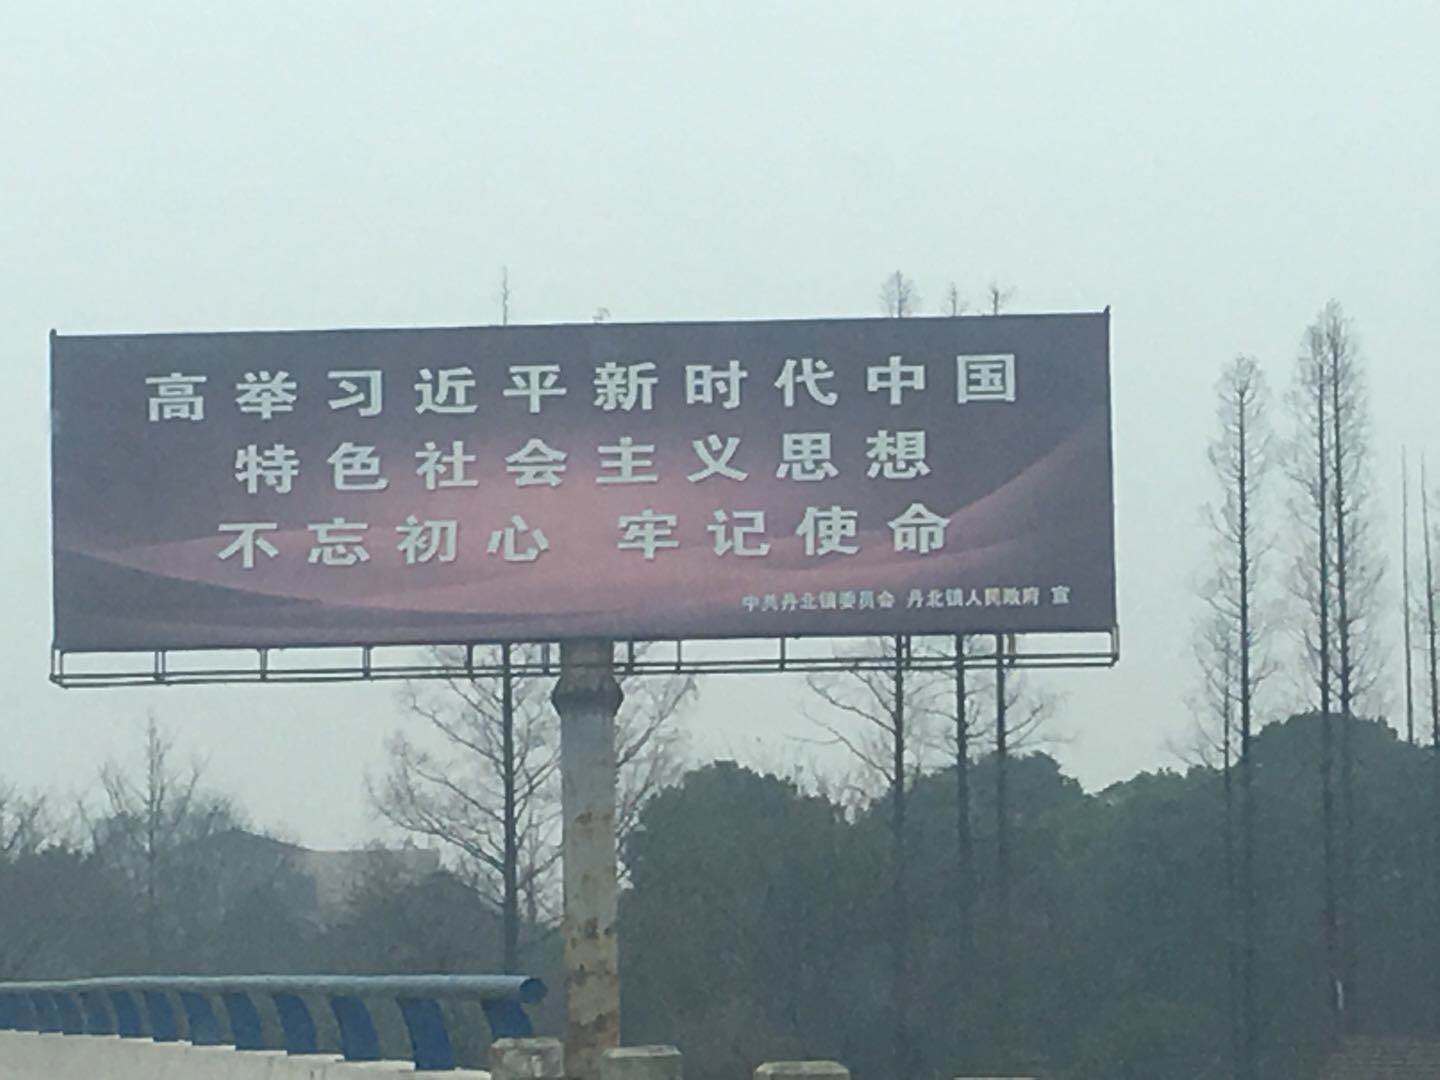 高举习近平新时代中国
特色社会主义思想
不忘初心 牢记使命
中共丹北镇委员会 丹北镇人民政府 宣